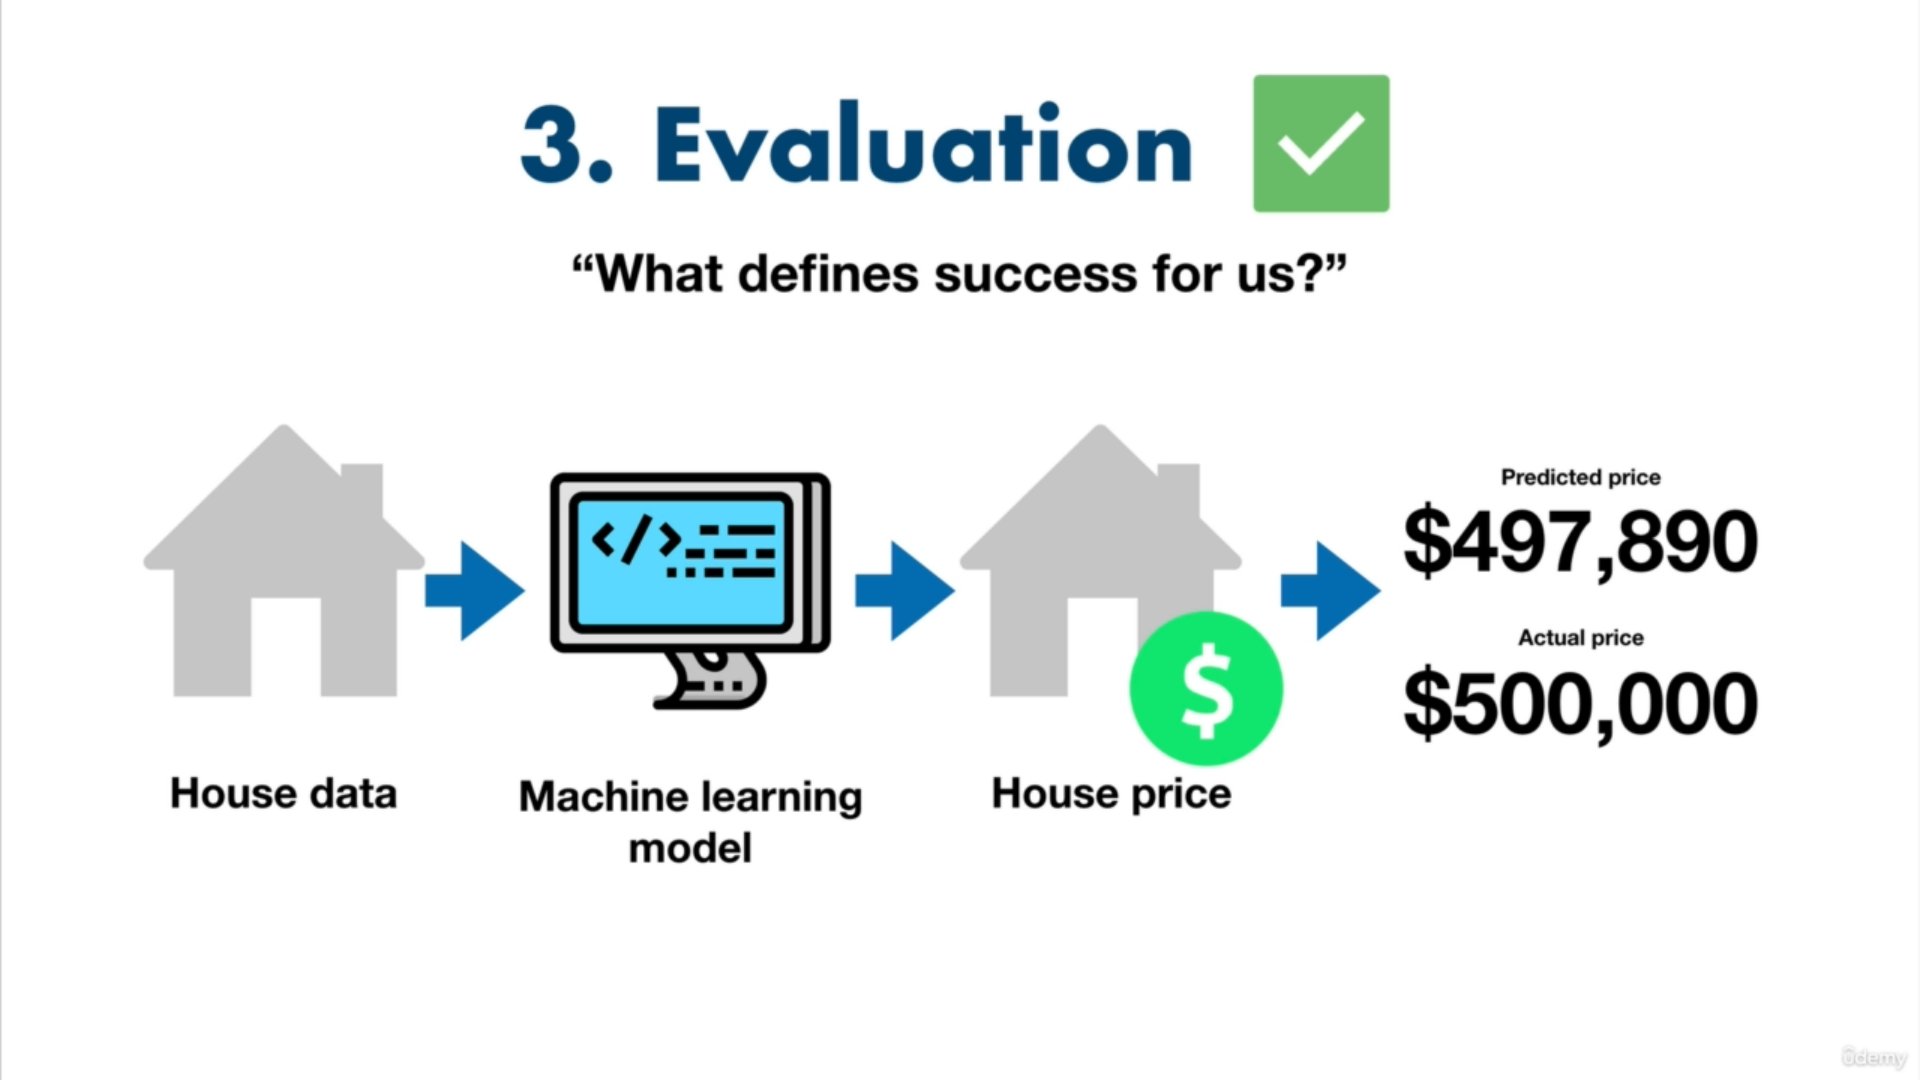 3. Evaluation
“What defines success for us?”
</>
Predicted price
$497,890
Actual price
$500,000
$
House data
Machine learning
model
House price
ûdemy